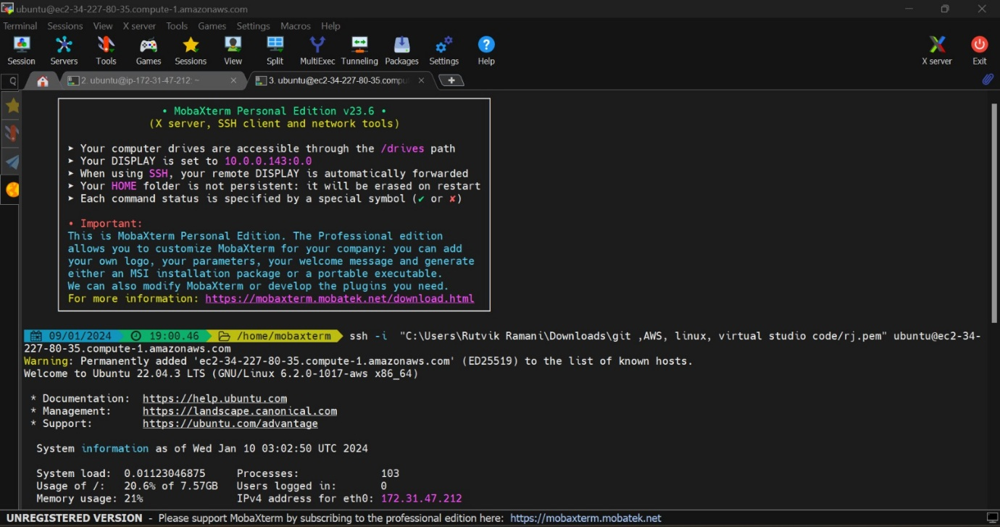 ubuntu@ec2-34-227-80-35.compute-1.amazonaws.com
Terminal Sessions View X server Tools Games Settings Macros Help
Session Servers Tools Games Sessions View Split MultiExec Tunneling Packages Settings Help X server Exit
2. ubuntu@ip-172-31-47-212: ~ 3. ubuntu@ec2-34-227-80-35.compu
• MobaXterm Personal Edition v23.6 •
(X server, SSH client and network tools)
➤ Your computer drives are accessible through the /drives path
➤ Your DISPLAY is set to 10.0.0.143:0.0
➤ When using SSH, your remote DISPLAY is automatically forwarded
➤ Your HOME folder is not persistent: it will be erased on restart
➤ Each command status is specified by a special symbol (✔ or ✘)
• Important:
This is MobaXterm Personal Edition. The Professional edition
allows you to customize MobaXterm for your company: you can add
your own logo, your parameters, your welcome message and generate
either an MSI installation package or a portable executable.
We can also modify MobaXterm or develop the plugins you need.
For more information: https://mobaxterm.mobatek.net/download.html
09/01/2024 19:00.46 /home/mobaxterm ssh -i "C:\Users\Rutvik Ramani\Downloads\git ,AWS, linux, virtual studio code/rj.pem" ubuntu@ec2-34-
227-80-35.compute-1.amazonaws.com
Warning: Permanently added 'ec2-34-227-80-35.compute-1.amazonaws.com' (ED25519) to the list of known hosts.
Welcome to Ubuntu 22.04.3 LTS (GNU/Linux 6.2.0-1017-aws x86_64)
* Documentation: https://help.ubuntu.com
* Management: https://landscape.canonical.com
* Support: https://ubuntu.com/advantage
System information as of Wed Jan 10 03:02:50 UTC 2024
System load: 0.01123046875 Processes: 103
Usage of /: 20.6% of 7.57GB Users logged in: 0
Memory usage: 21% IPv4 address for eth0: 172.31.47.212
UNREGISTERED VERSION - Please support MobaXterm by subscribing to the professional edition here: https://mobaxterm.mobatek.net